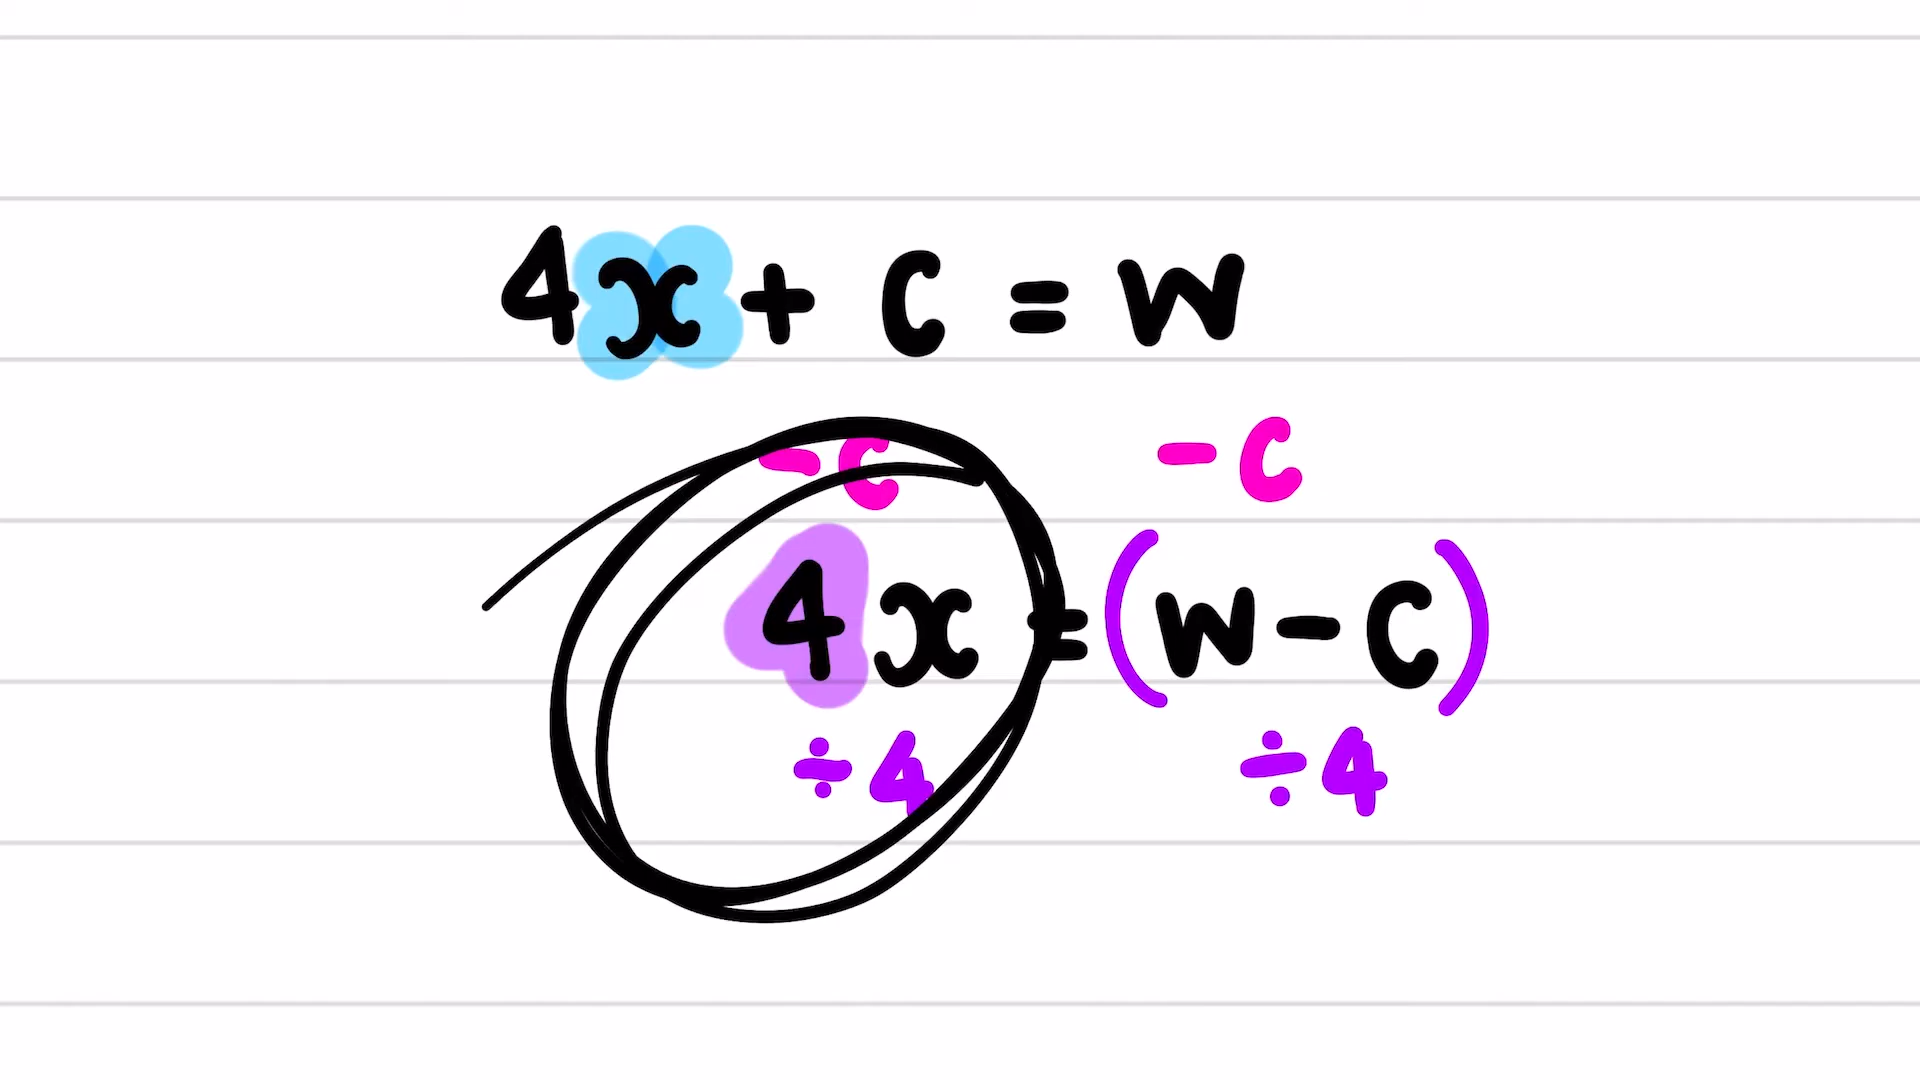 4x + c = w
-c -c
4x = (w - c)
÷4 ÷4